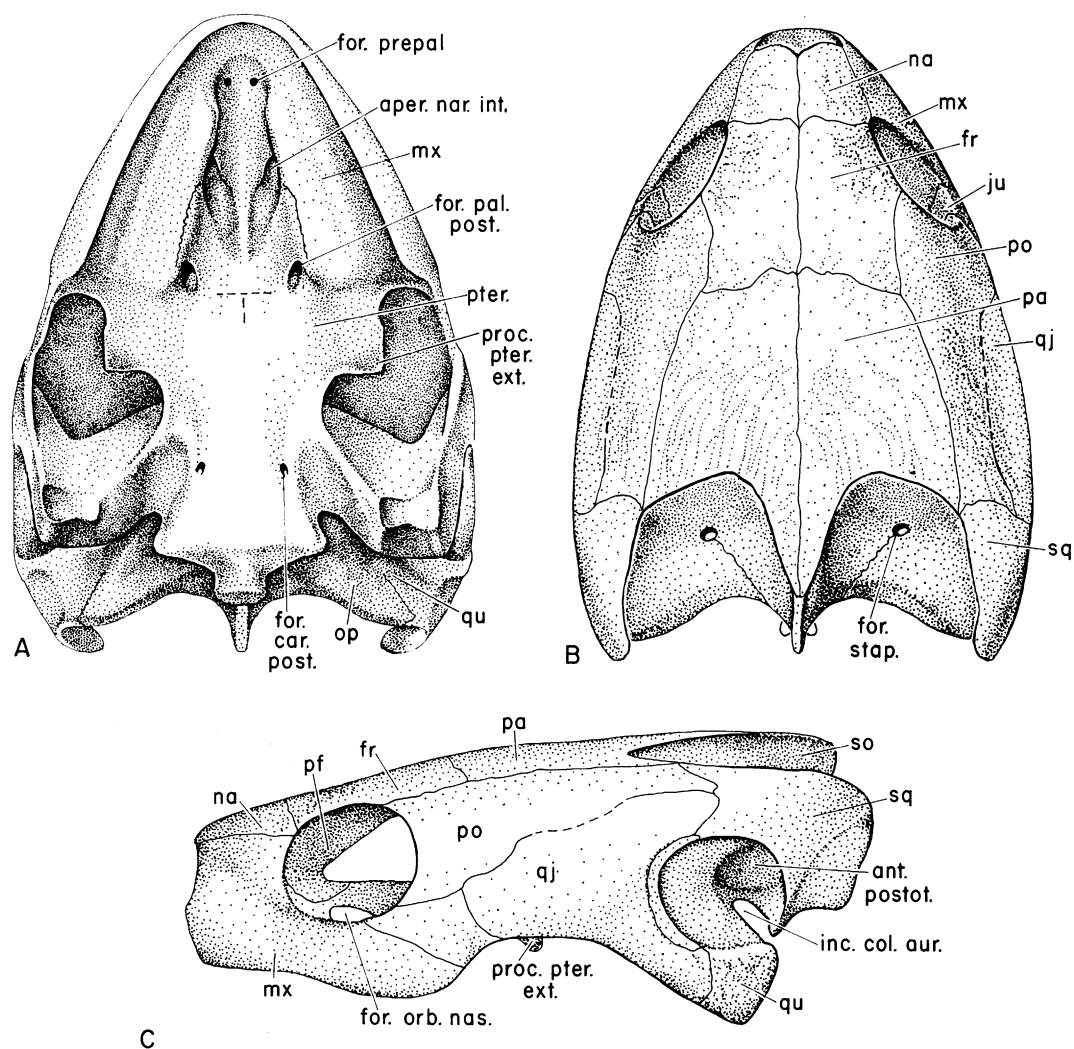 for. prepal
aper. nar. int.
mx
for. pal.
post.
pter.
proc.
pter.
ext.
qu
op
for.
car.
post.
A
na
mx
fr
ju
po
pa
qj
sq
for.
stap.
B
pa
fr
pf
na
so
sq
po
qj
ant.
postot.
inc. col. aur.
proc. pter.
ext.
qu
mx
for. orb. nas.
C